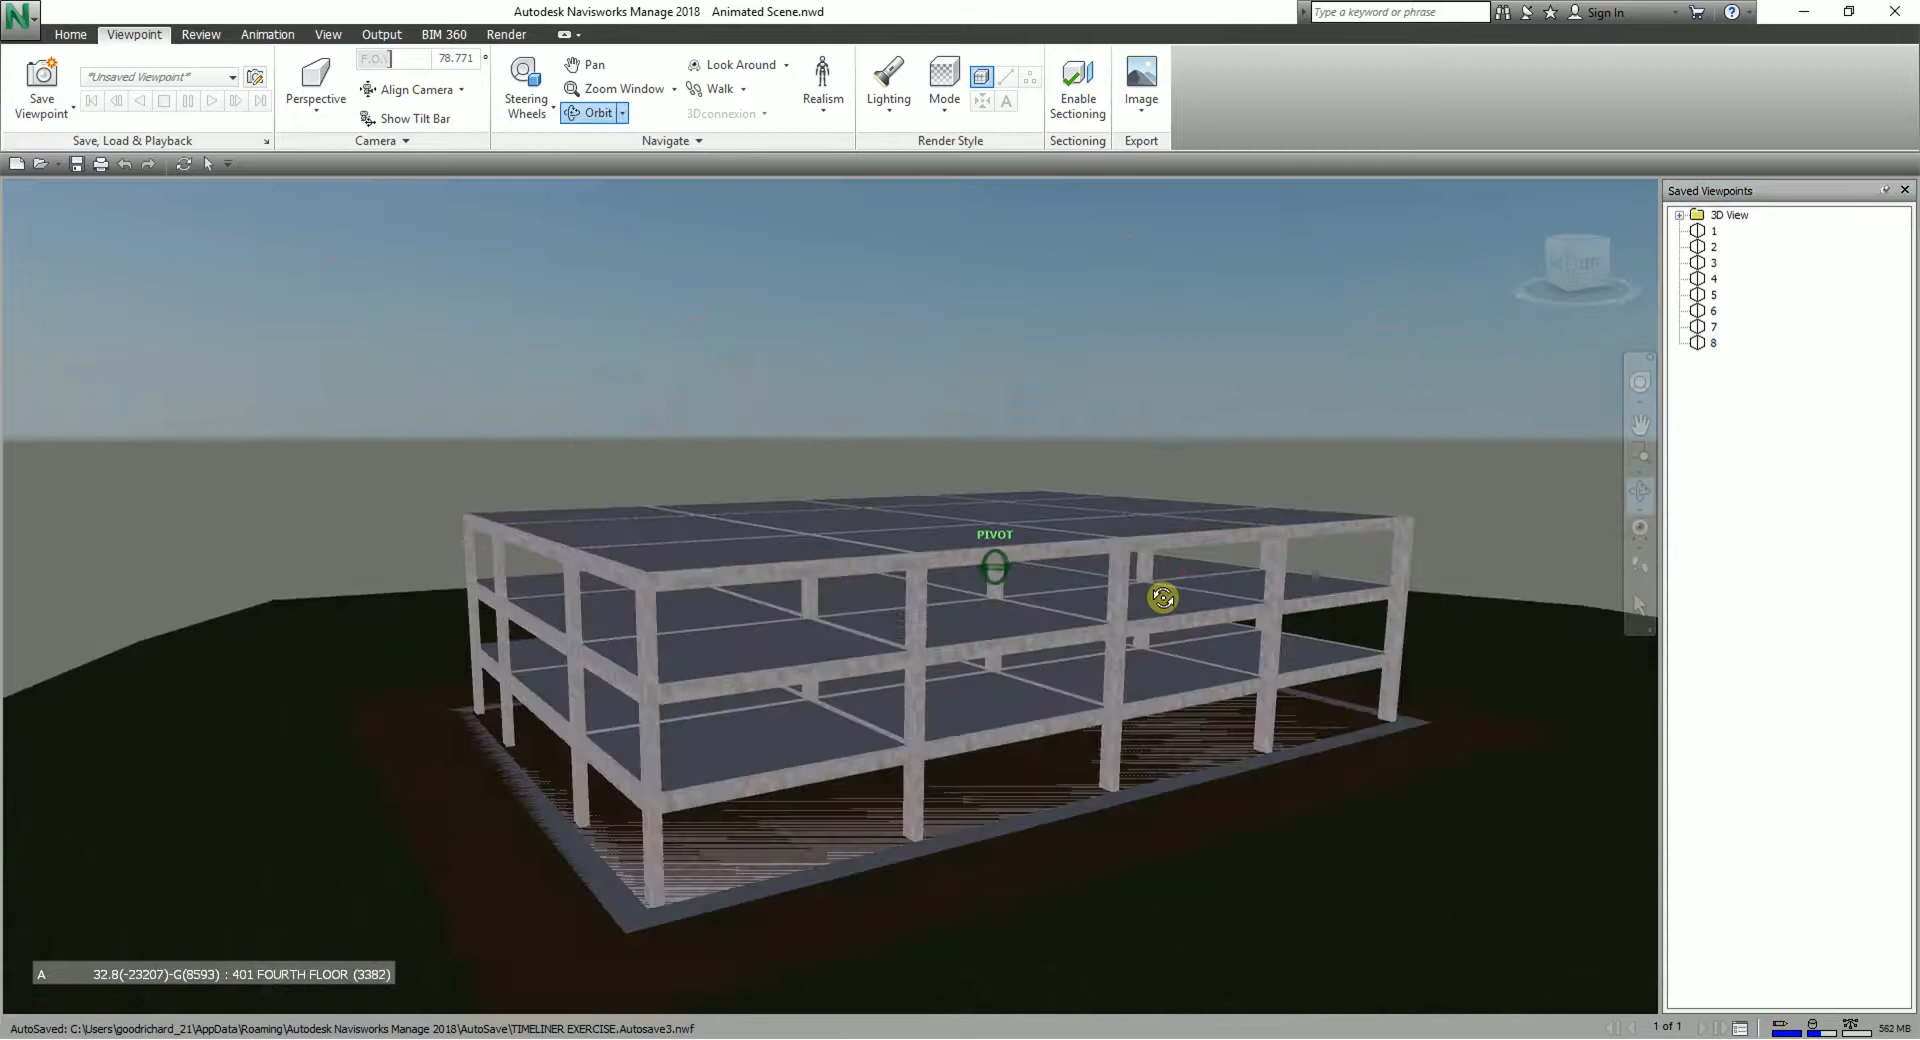 Autodesk Navisworks Manage 2018 Animated Scene.nwd
Type a keyword or phrase
Sign In
Home Viewpoint Review Animation View Output BIM 360 Render
Save Viewpoint
*Unsaved Viewpoint*
Save, Load & Playback
Perspective
F.O.V
78.771 °
Align Camera
Show Tilt Bar
Camera
Steering Wheels
Pan
Zoom Window
Orbit
Look Around
Walk
3Dconnexion
Realism
Navigate
Lighting
Mode
A
Render Style
Enable Sectioning
Sectioning
Image
Export
Saved Viewpoints
3D View
1
2
3
4
5
6
7
8
PIVOT
A 32.8(-23207)-G(8593) : 401 FOURTH FLOOR (3382)
AutoSaved: C:\Users\goodrichard_21\AppData\Roaming\Autodesk Navisworks Manage 2018\AutoSave\TIMELINER EXERCISE.Autosave3.nwf
1 of 1
562 MB